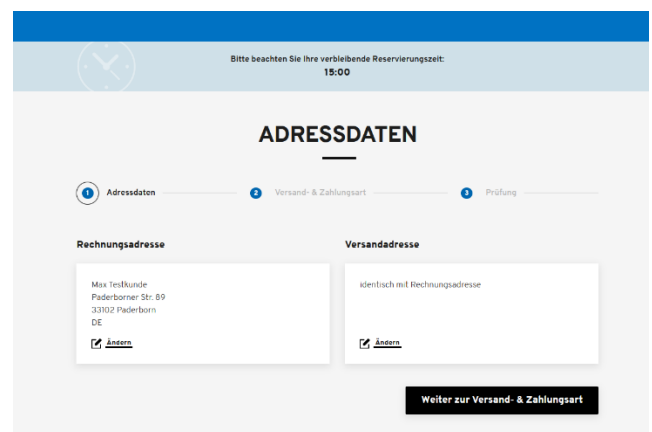 Bitte beachten Sie Ihre verbleibende Reservierungszeit:
15:00
ADRESSDATEN
1 Adressdaten
2 Versand- & Zahlungsart
3 Prüfung
Rechnungsadresse
Max Testkunde
Paderborner Str. 89
33102 Paderborn
DE
Ändern
Versandadresse
identisch mit Rechnungsadresse
Ändern
Weiter zur Versand- & Zahlungsart